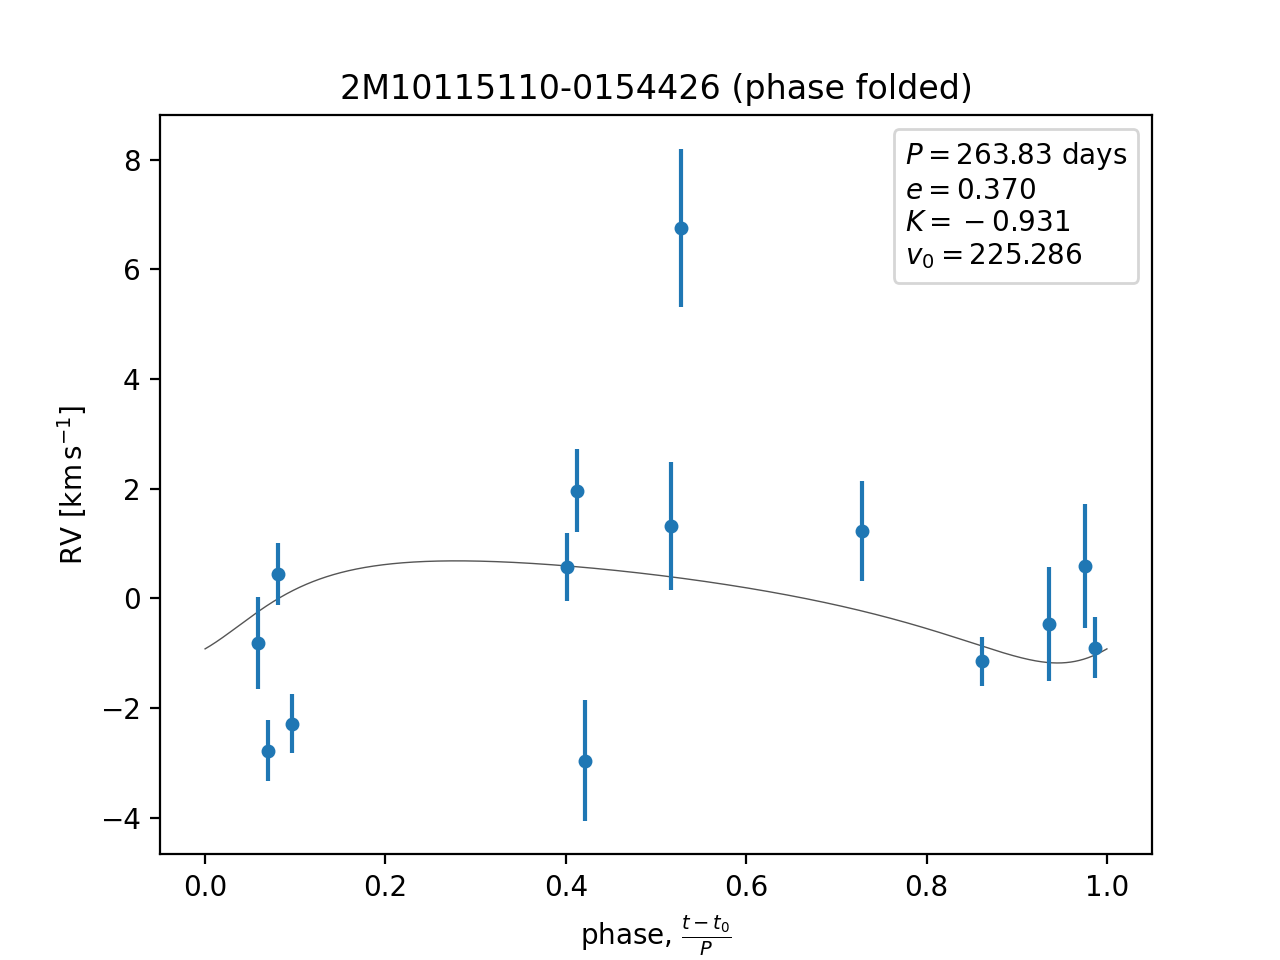 2M10115110-0154426 (phase folded)
P = 263.83 days
e = 0.370
K = −0.931
v₀ = 225.286
RV [km s⁻¹]
8
6
4
2
0
−2
−4
0.0 0.2 0.4 0.6 0.8 1.0
phase, (t − t₀)/P